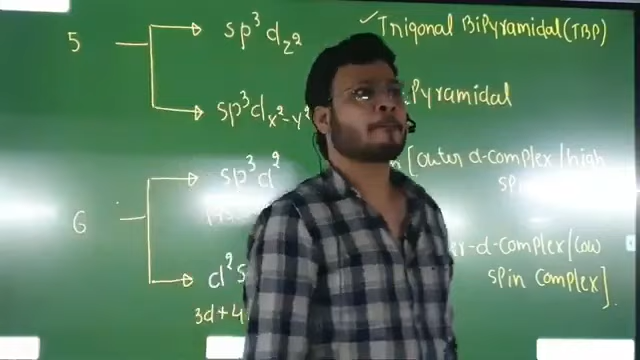 5 sp³d_z² ✓Trigonal BiPyramidal (TBP)
sp³d_x²-y² Pyramidal
6 sp³d² [outer d-complex/high
spin
d²s er-d-complex/low
spin complex].
3d+4